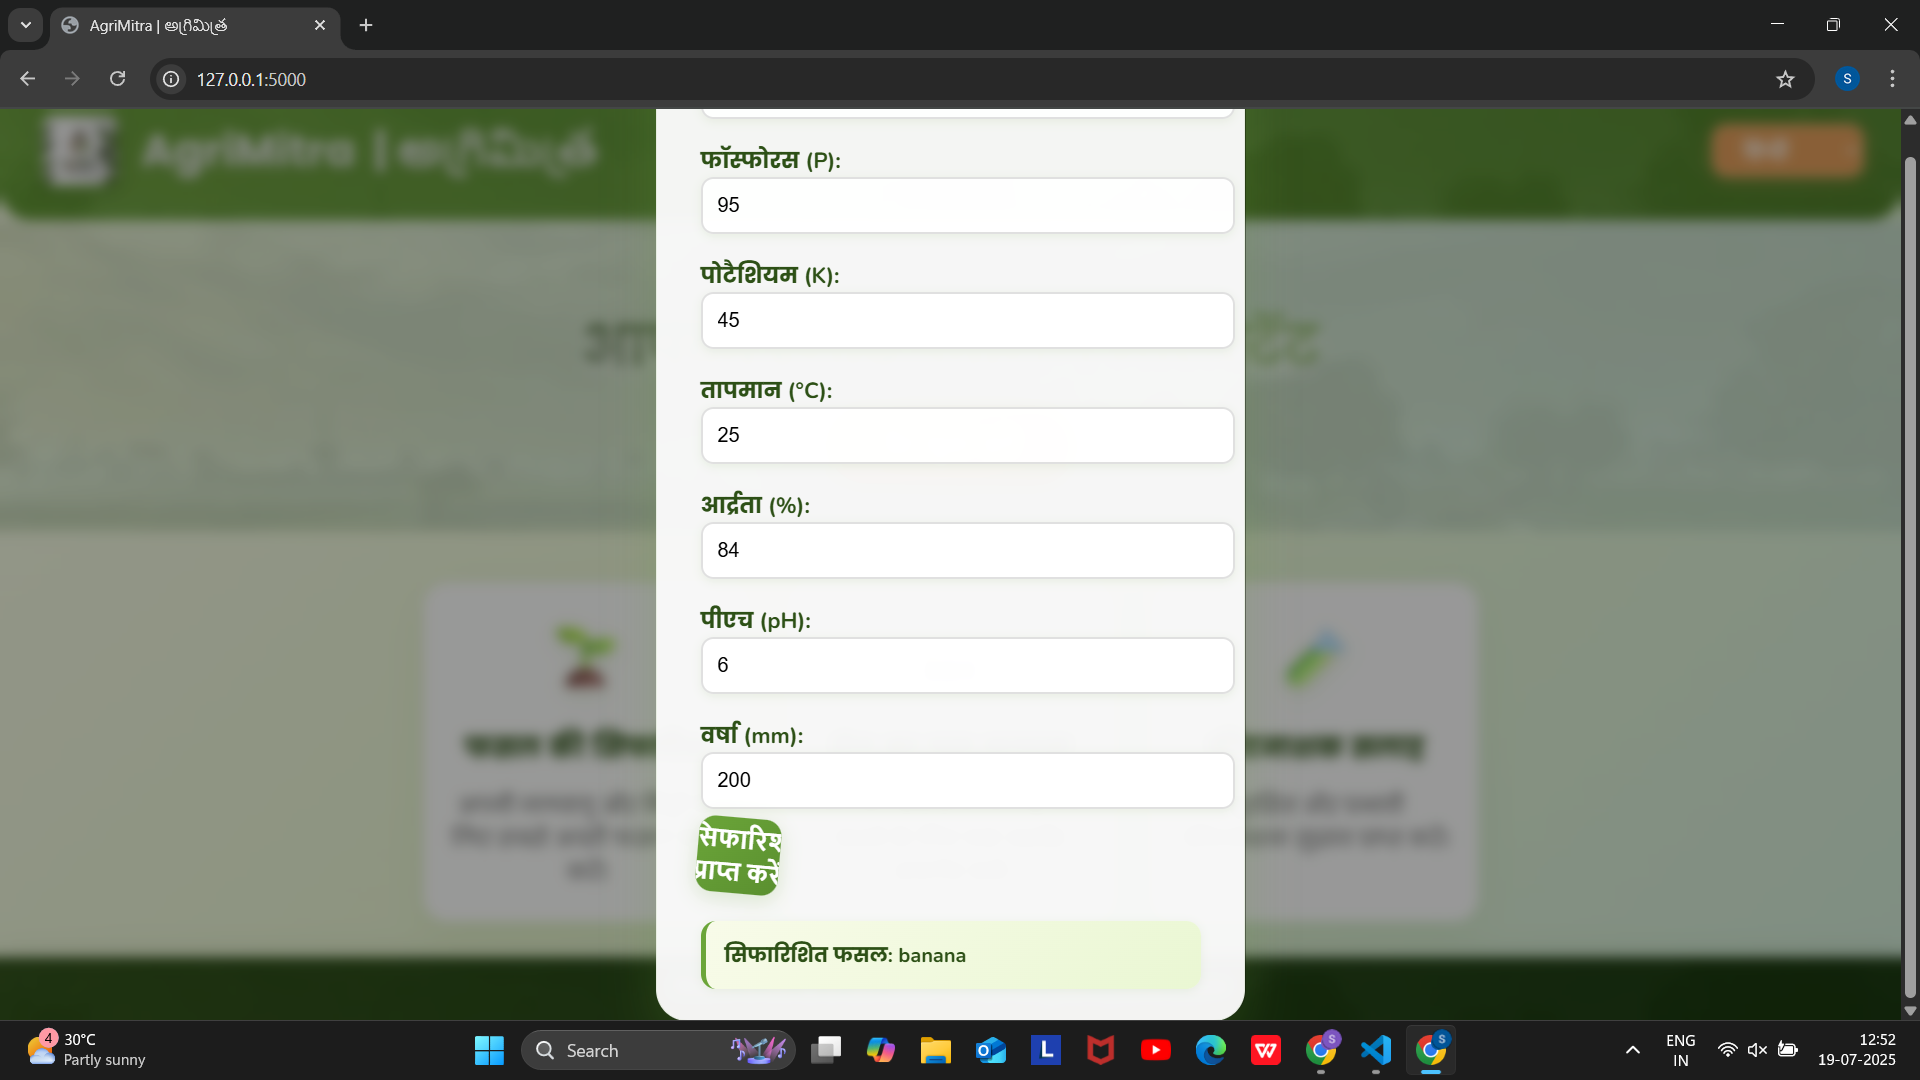 AgriMitra | అగ్రిమిత్ర
127.0.0.1:5000
AgriMitra | అగ్రిమిత్ర
हिन्दी
फॉस्फोरस (P):
95
पोटैशियम (K):
45
तापमान (°C):
25
आर्द्रता (%):
84
पीएच (pH):
6
वर्षा (mm):
200
सिफारिश
प्राप्त करें
सिफारिशित फसल: banana
4
30°C
Partly sunny
Search
ENG
IN
12:52
19-07-2025